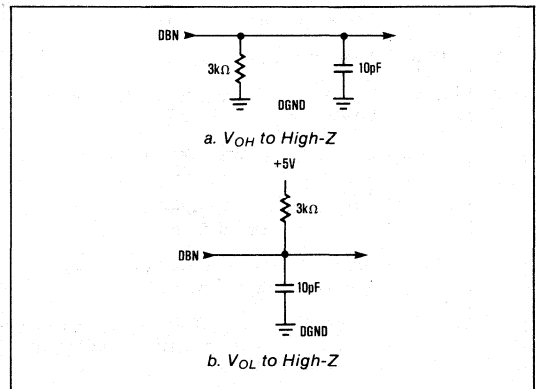 DBN
3kΩ
10pF
DGND
a. VOH to High-Z
+5V
3kΩ
DBN
10pF
DGND
b. VOL to High-Z